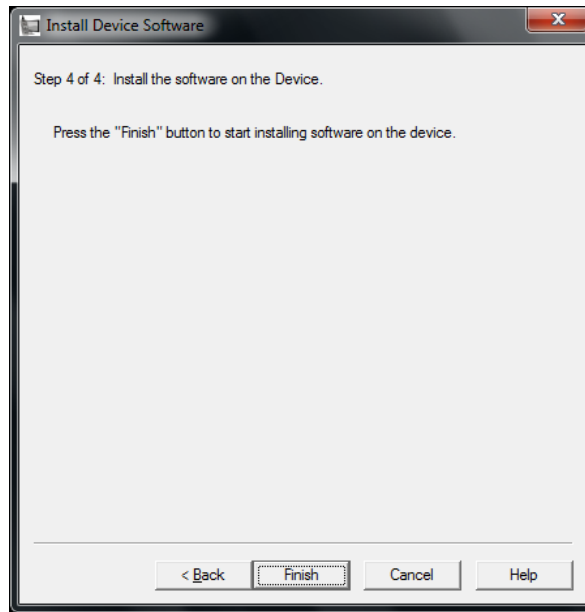 Install Device Software
Step 4 of 4:  Install the software on the Device.
Press the "Finish" button to start installing software on the device.
< Back
Finish
Cancel
Help